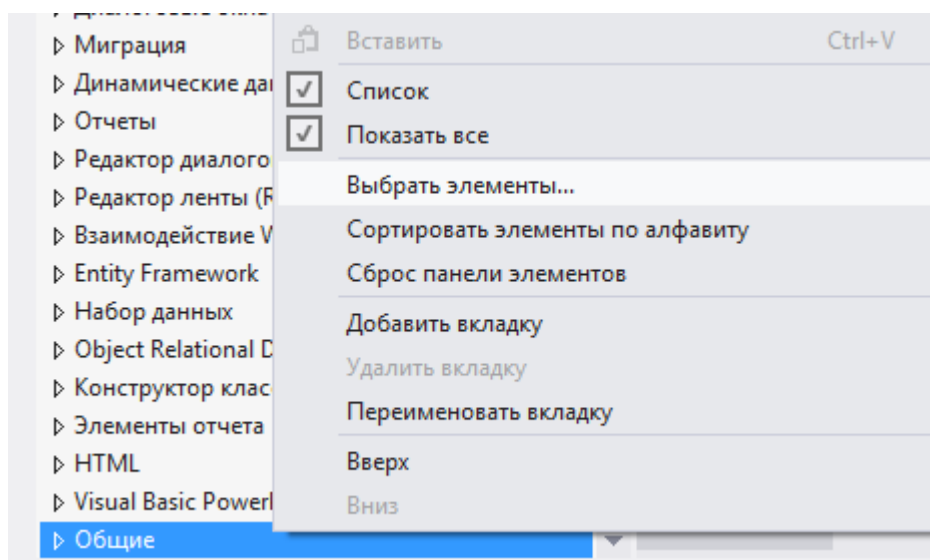 Миграция
Динамические да
Отчеты
Редактор диалого
Редактор ленты (R
Взаимодействие W
Entity Framework
Набор данных
Object Relational D
Конструктор клас
Элементы отчета
HTML
Visual Basic Power
Общие
Вставить Ctrl+V
Список
Показать все
Выбрать элементы...
Сортировать элементы по алфавиту
Сброс панели элементов
Добавить вкладку
Удалить вкладку
Переименовать вкладку
Вверх
Вниз